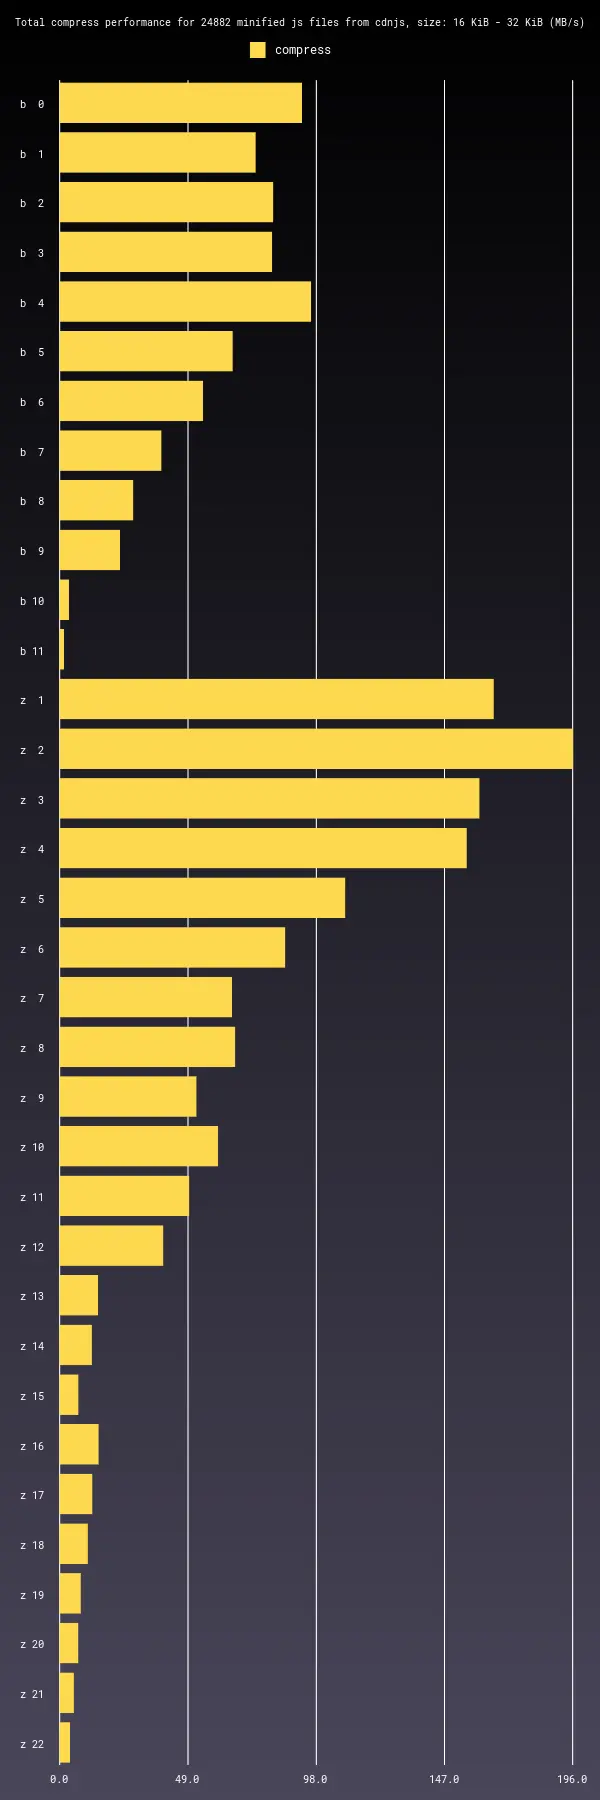 Total compress performance for 24882 minified js files from cdnjs, size: 16 KiB - 32 KiB (MB/s)
compress
b 0
b 1
b 2
b 3
b 4
b 5
b 6
b 7
b 8
b 9
b 10
b 11
z 1
z 2
z 3
z 4
z 5
z 6
z 7
z 8
z 9
z 10
z 11
z 12
z 13
z 14
z 15
z 16
z 17
z 18
z 19
z 20
z 21
z 22
0.0 49.0 98.0 147.0 196.0